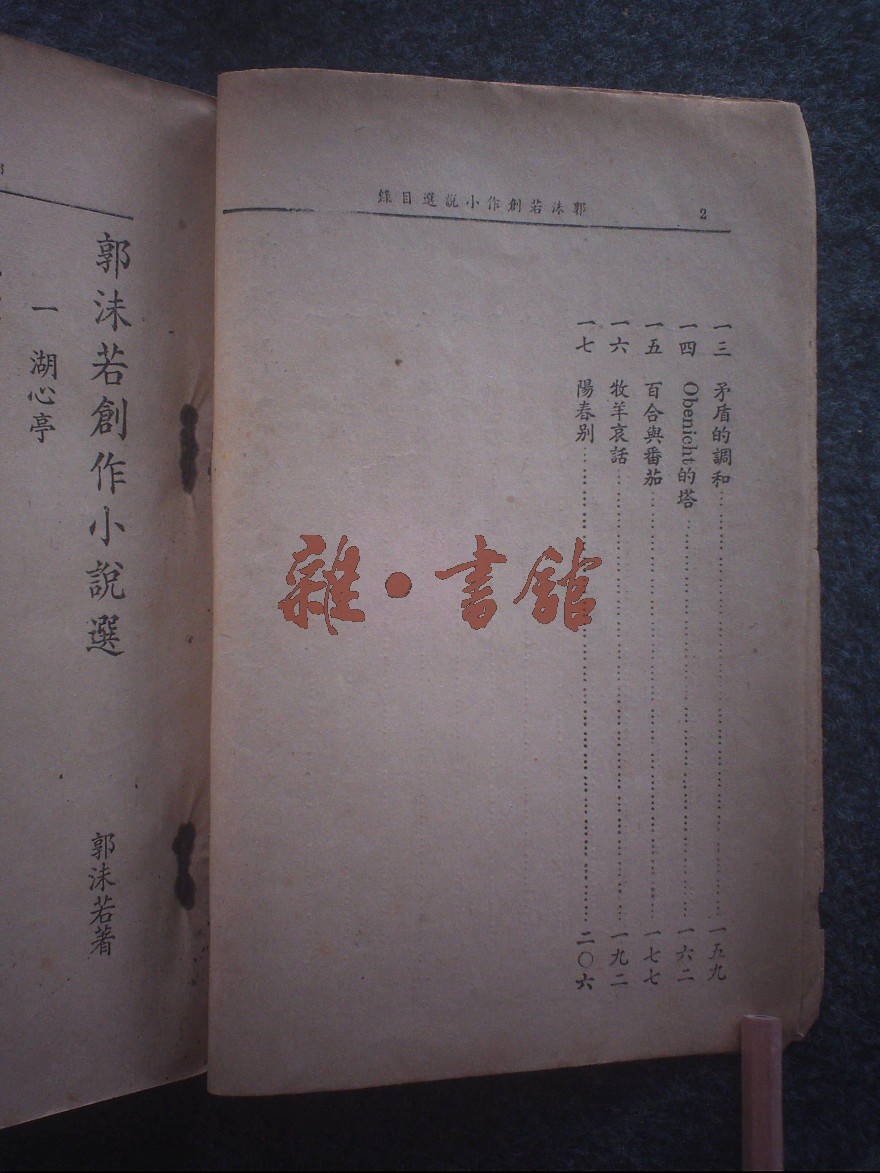 郭沫若創作小說選目錄
2
一三 矛盾的調和 一五九
一四 Obenicht的塔 一六二
一五 百合與番茄 一七七
一六 牧羊哀話 一九二
一七 陽春別 二〇六
郭沫若創作小說選
郭沫若著
一 湖心亭
雜·書館